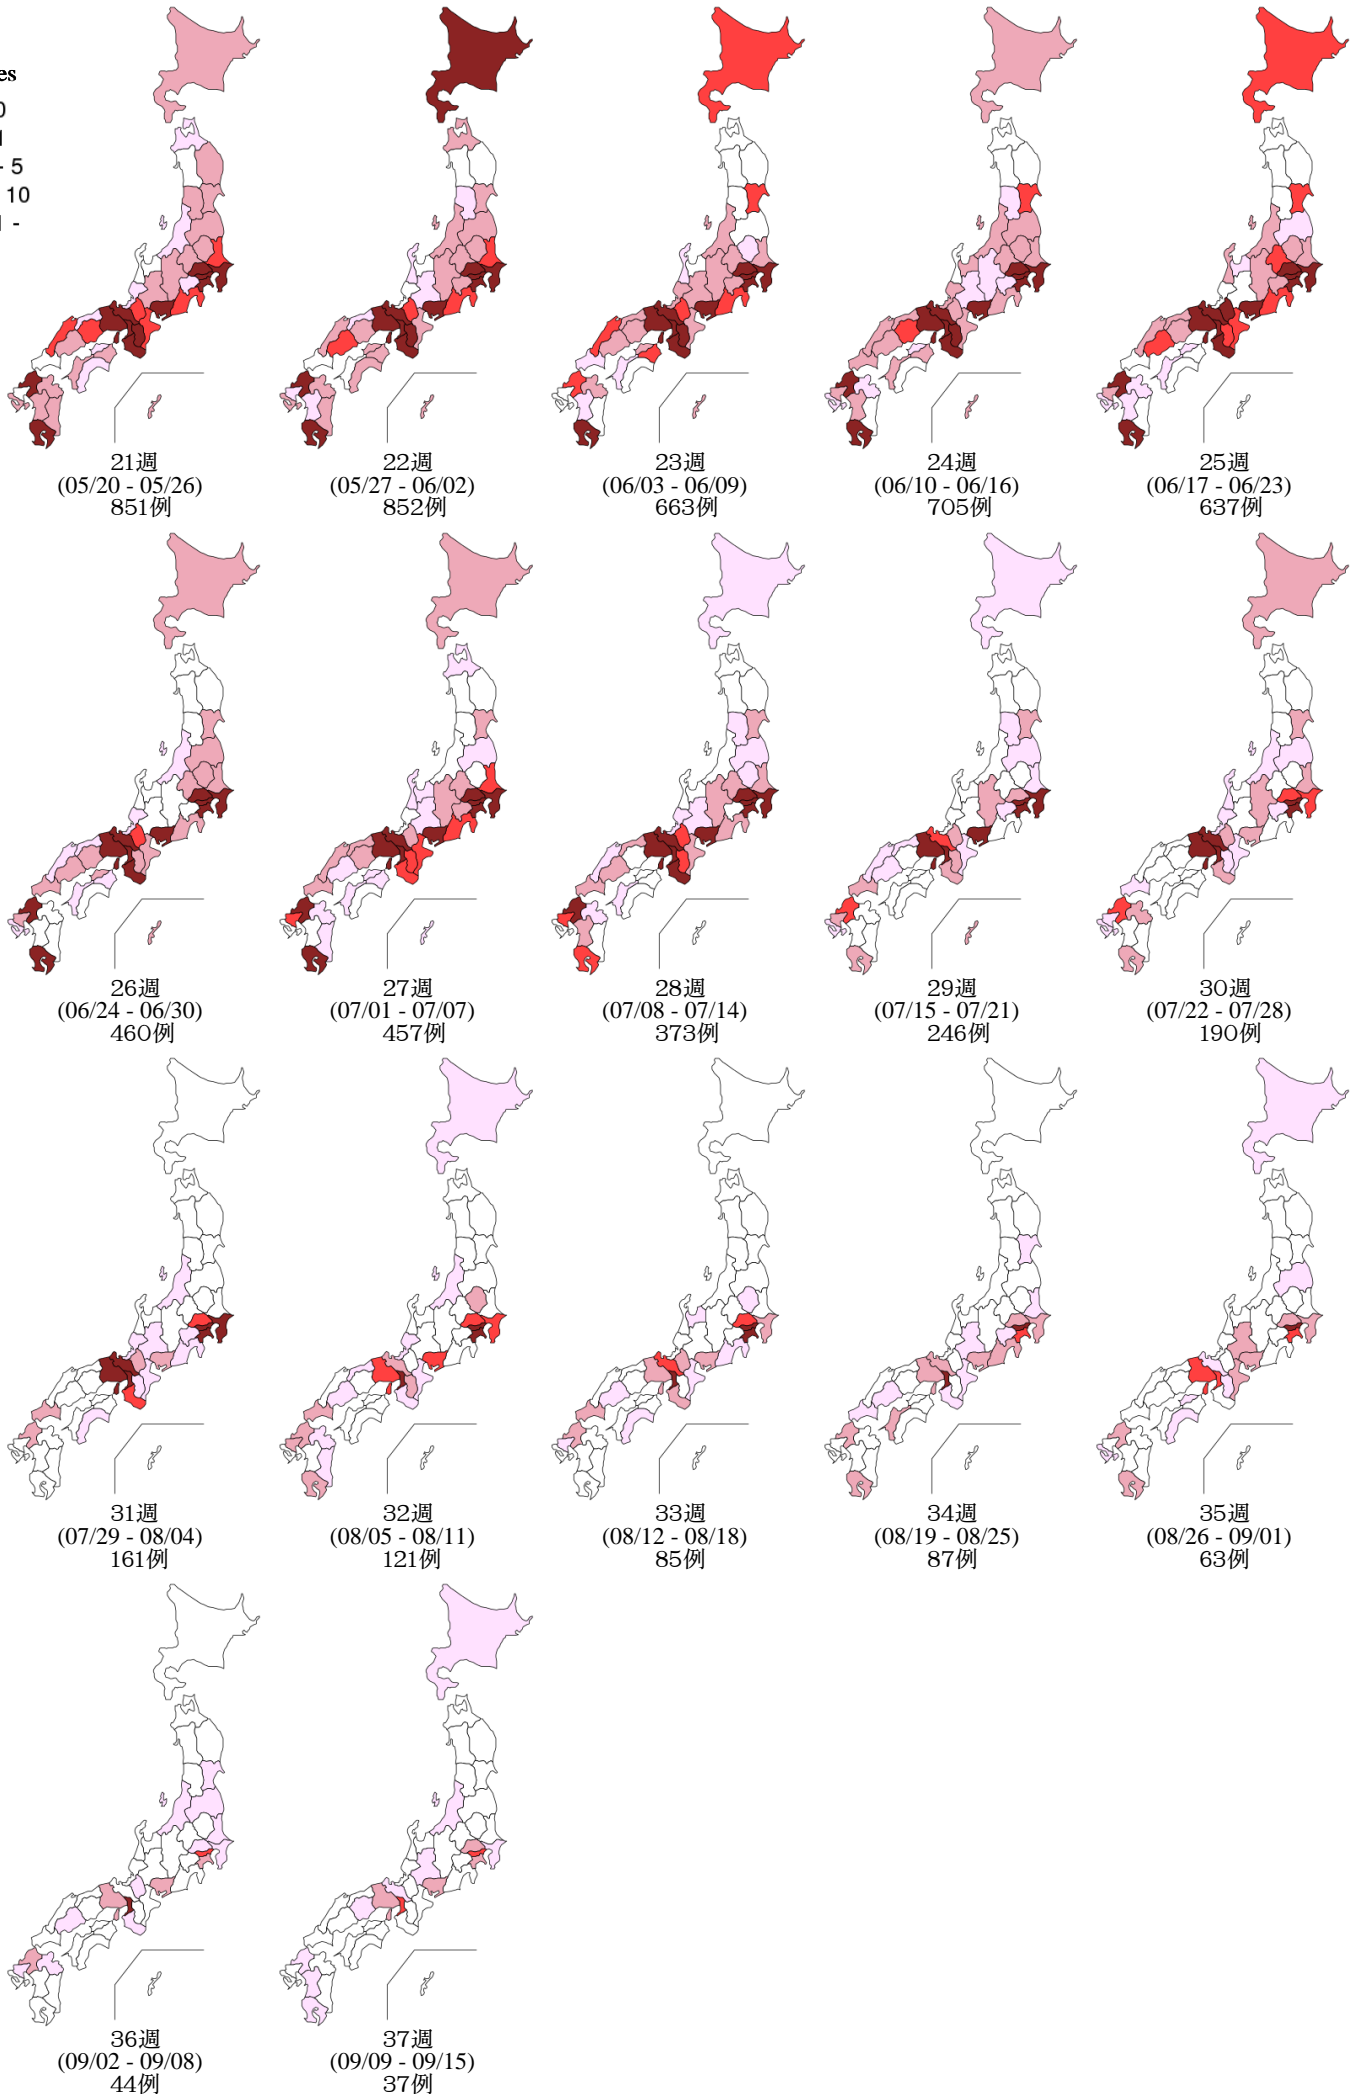 es
0
1
- 5
10
-
21週
(05/20 - 05/26)
851例
22週
(05/27 - 06/02)
852例
23週
(06/03 - 06/09)
663例
24週
(06/10 - 06/16)
705例
25週
(06/17 - 06/23)
637例
26週
(06/24 - 06/30)
460例
27週
(07/01 - 07/07)
457例
28週
(07/08 - 07/14)
373例
29週
(07/15 - 07/21)
246例
30週
(07/22 - 07/28)
190例
31週
(07/29 - 08/04)
161例
32週
(08/05 - 08/11)
121例
33週
(08/12 - 08/18)
85例
34週
(08/19 - 08/25)
87例
35週
(08/26 - 09/01)
63例
36週
(09/02 - 09/08)
44例
37週
(09/09 - 09/15)
37例